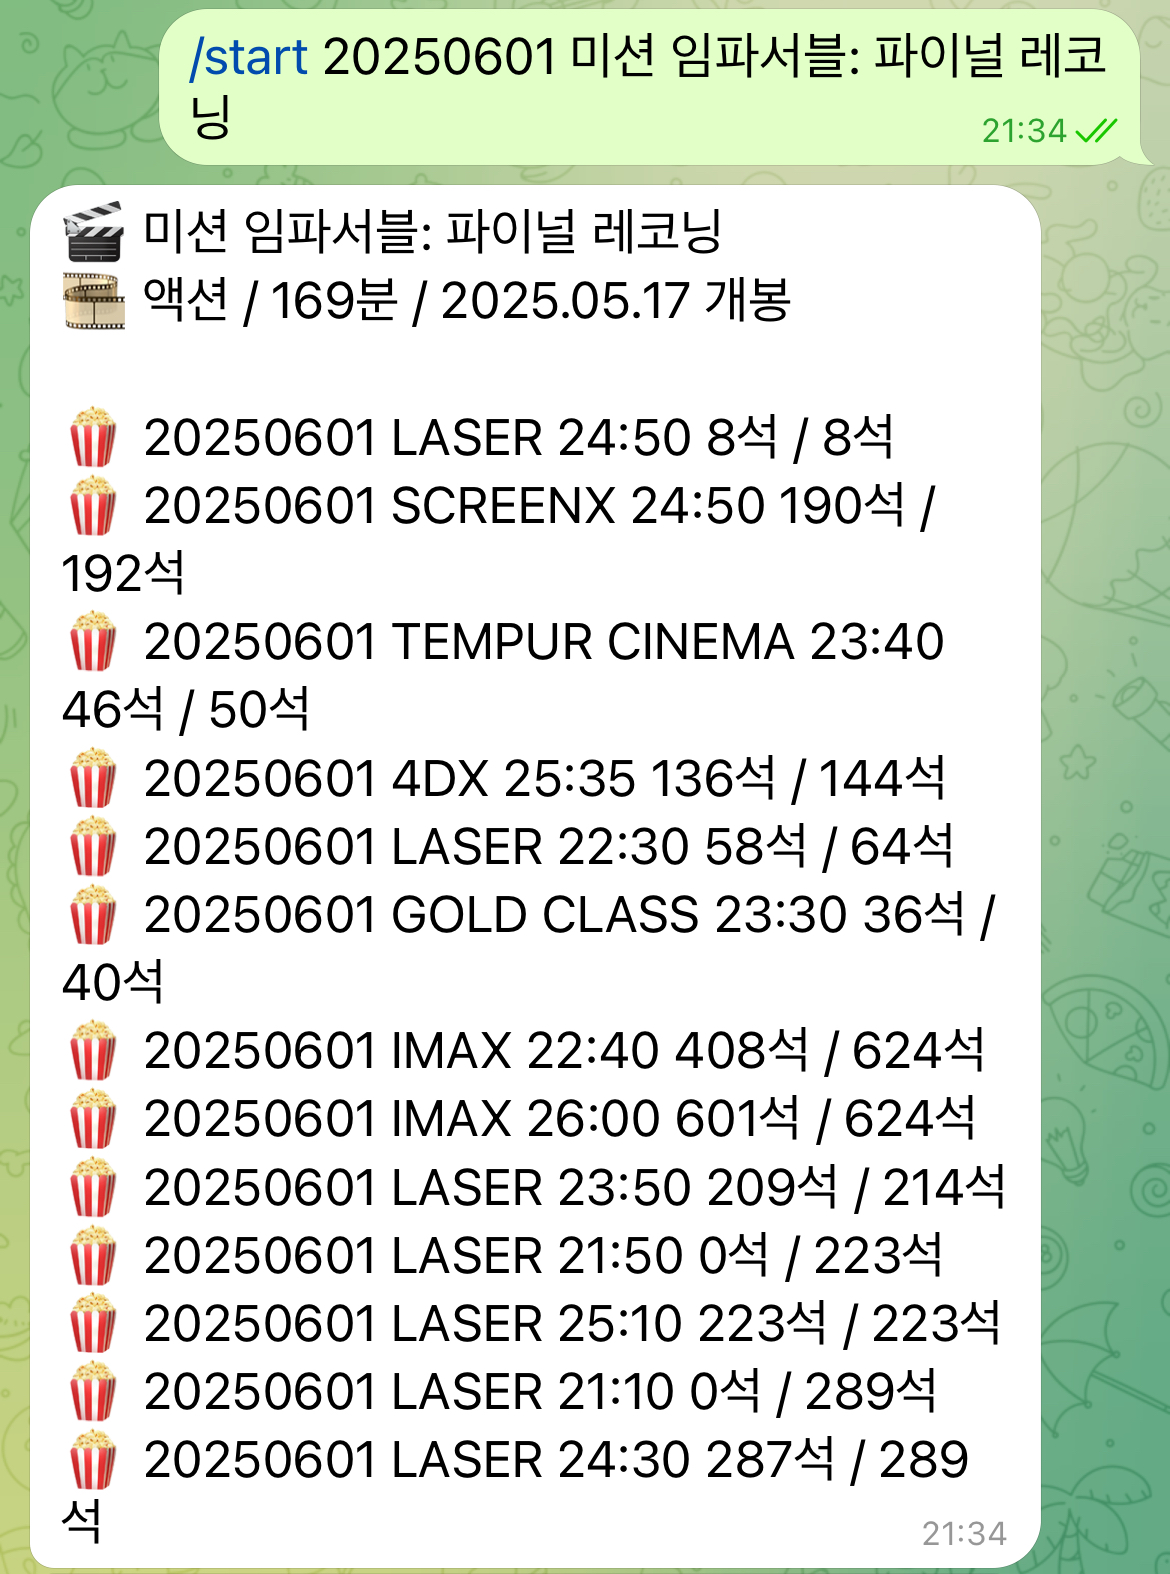 /start 20250601 미션 임파서블: 파이널 레코
닝
21:34
미션 임파서블: 파이널 레코닝
액션 / 169분 / 2025.05.17 개봉
20250601 LASER 24:50 8석 / 8석
20250601 SCREENX 24:50 190석 /
192석
20250601 TEMPUR CINEMA 23:40
46석 / 50석
20250601 4DX 25:35 136석 / 144석
20250601 LASER 22:30 58석 / 64석
20250601 GOLD CLASS 23:30 36석 /
40석
20250601 IMAX 22:40 408석 / 624석
20250601 IMAX 26:00 601석 / 624석
20250601 LASER 23:50 209석 / 214석
20250601 LASER 21:50 0석 / 223석
20250601 LASER 25:10 223석 / 223석
20250601 LASER 21:10 0석 / 289석
20250601 LASER 24:30 287석 / 289
석
21:34